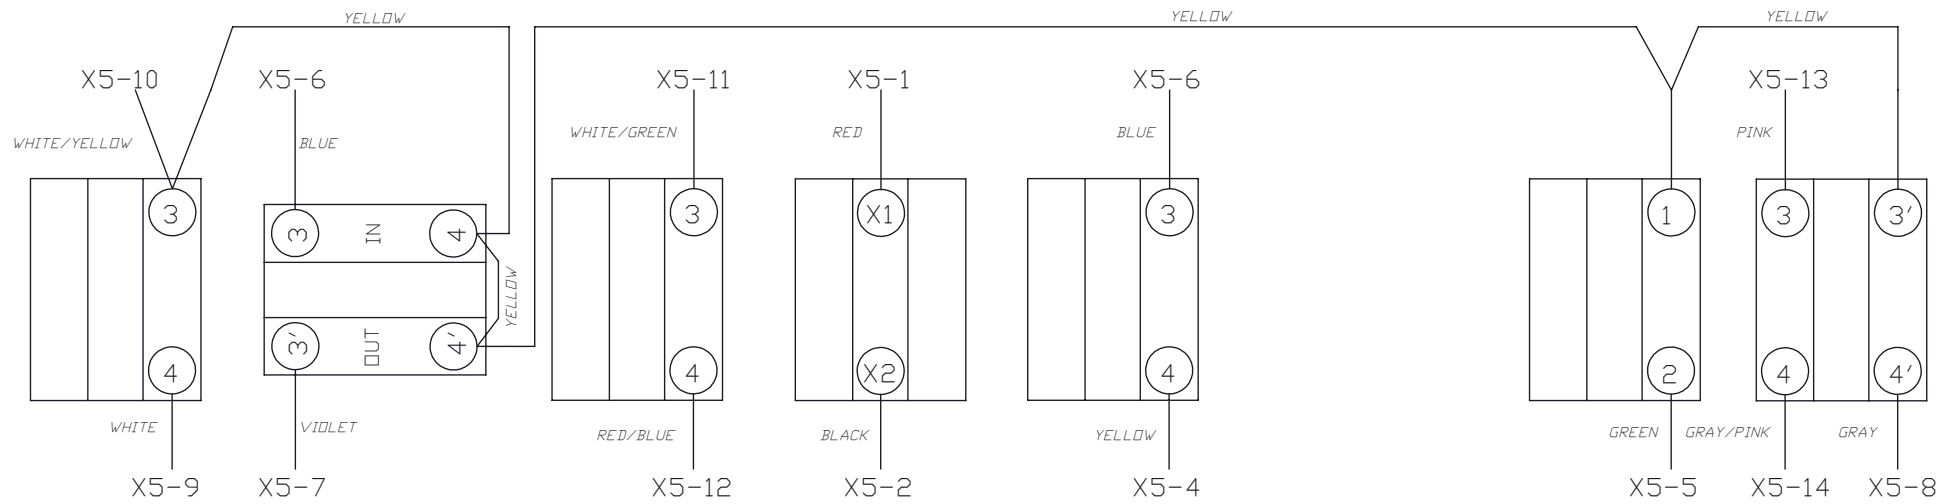 YELLOW YELLOW YELLOW
X5-10 X5-6 X5-11 X5-1 X5-6 X5-13
WHITE/YELLOW BLUE WHITE/GREEN RED BLUE PINK
3 3 IN 4 3 X1 3 1 3 3'
YELLOW
4 3' OUT 4' 4 X2 4 2 4 4'
WHITE VIOLET RED/BLUE BLACK YELLOW GREEN GRAY/PINK GRAY
X5-9 X5-7 X5-12 X5-2 X5-4 X5-5 X5-14 X5-8